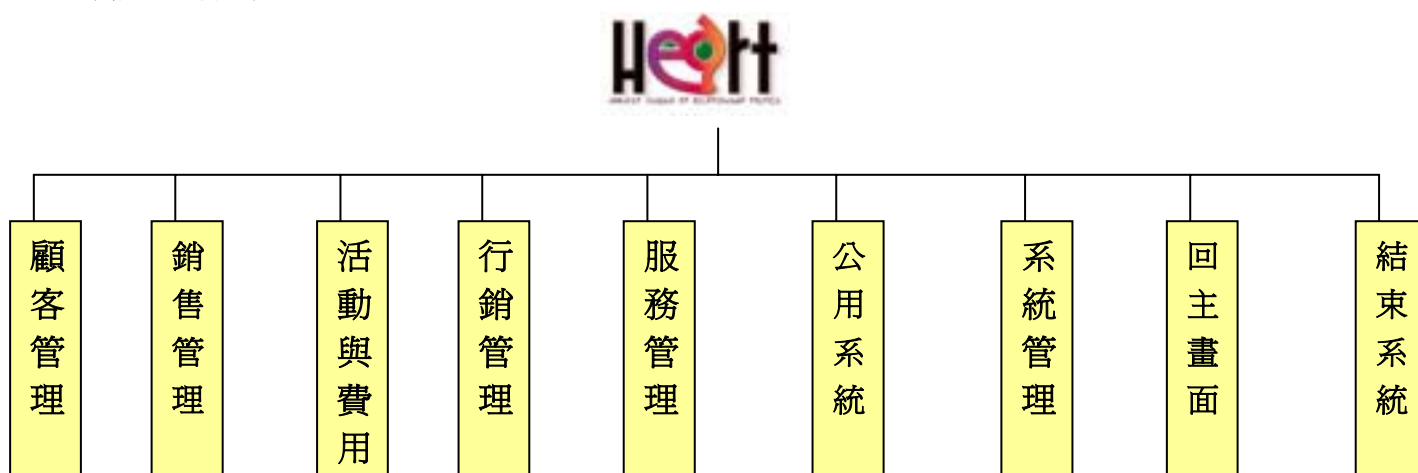 Heart
顧客管理
銷售管理
活動與費用
行銷管理
服務管理
公用系統
系統管理
回主畫面
結束系統